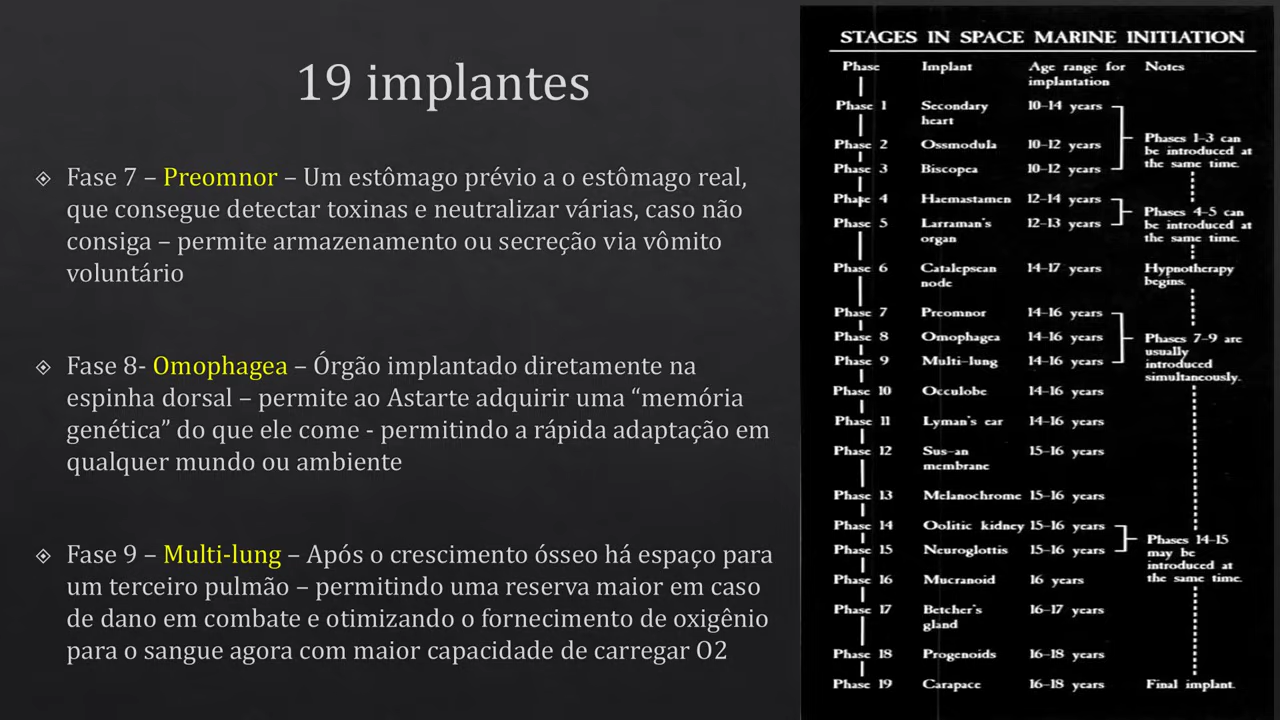 19 implantes
Fase 7 – Preomnor – Um estômago prévio a o estômago real,
que consegue detectar toxinas e neutralizar várias, caso não
consiga – permite armazenamento ou secreção via vômito
voluntário
Fase 8- Omophagea – Órgão implantado diretamente na
espinha dorsal – permite ao Astarte adquirir uma “memória
genética” do que ele come - permitindo a rápida adaptação em
qualquer mundo ou ambiente
Fase 9 – Multi-lung – Após o crescimento ósseo há espaço para
um terceiro pulmão – permitindo uma reserva maior em caso
de dano em combate e otimizando o fornecimento de oxigênio
para o sangue agora com maior capacidade de carregar O2
STAGES IN SPACE MARINE INITIATION
Phase Implant Age range for Notes
implantation
Phase 1 Secondary 10-14 years
heart
Phases 1-3 can
be introduced at
the same time.
Phase 2 Ossmodula 10-12 years
Phase 3 Biscopea 10-12 years
Phase 4 Haemastamen 12-14 years
Phases 4-5 can
be introduced at
the same time.
Phase 5 Larraman's 12-13 years
organ
Phase 6 Catalepsean 14-17 years Hypnotherapy
node begins.
Phase 7 Preomnor 14-16 years
Phase 8 Omophagea 14-16 years
Phases 7-9 are
usually
introduced
simultaneously.
Phase 9 Multi-lung 14-16 years
Phase 10 Occulobe 14-16 years
Phase 11 Lyman's ear 14-16 years
Phase 12 Sus-an 15-16 years
membrane
Phase 13 Melanochrome 15-16 years
Phase 14 Oolitic kidney 15-16 years
Phases 14-15
may be
introduced at
the same time.
Phase 15 Neuroglottis 15-16 years
Phase 16 Mucranoid 16 years
Phase 17 Betcher's 16-17 years
gland
Phase 18 Progenoids 16-18 years
Phase 19 Carapace 16-18 years Final implant.